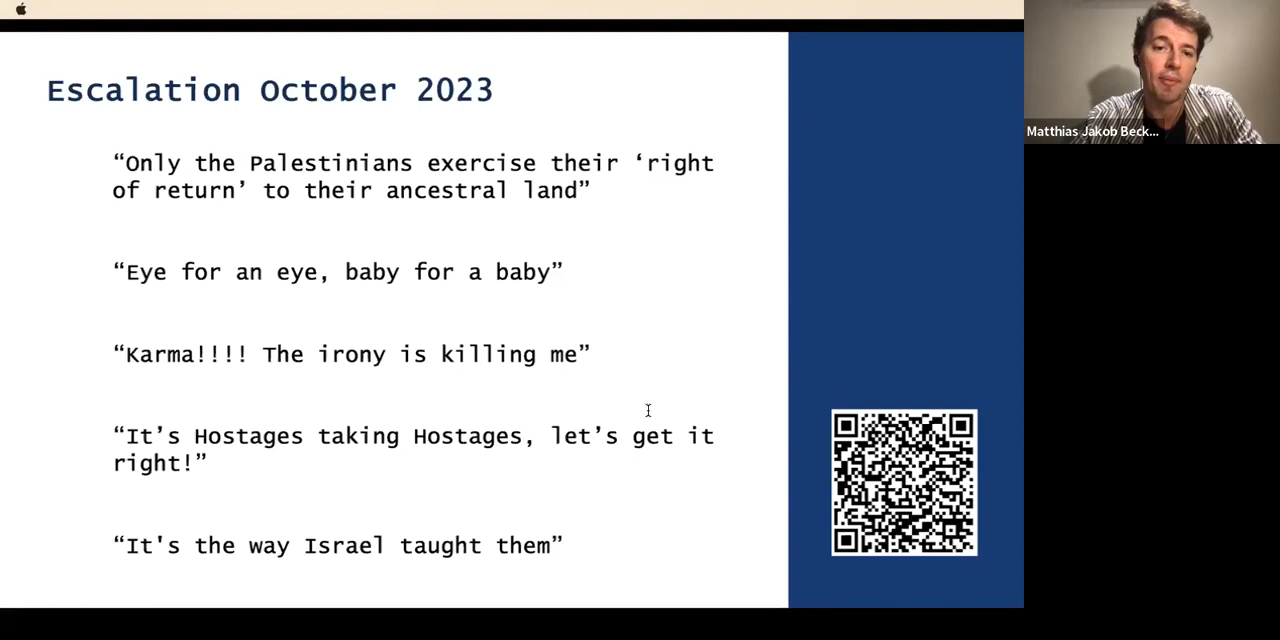 Escalation October 2023
“Only the Palestinians exercise their ‘right
of return’ to their ancestral land”
“Eye for an eye, baby for a baby”
“Karma!!!! The irony is killing me”
“It’s Hostages taking Hostages, let’s get it
right!”
“It's the way Israel taught them”
Matthias Jakob Beck...